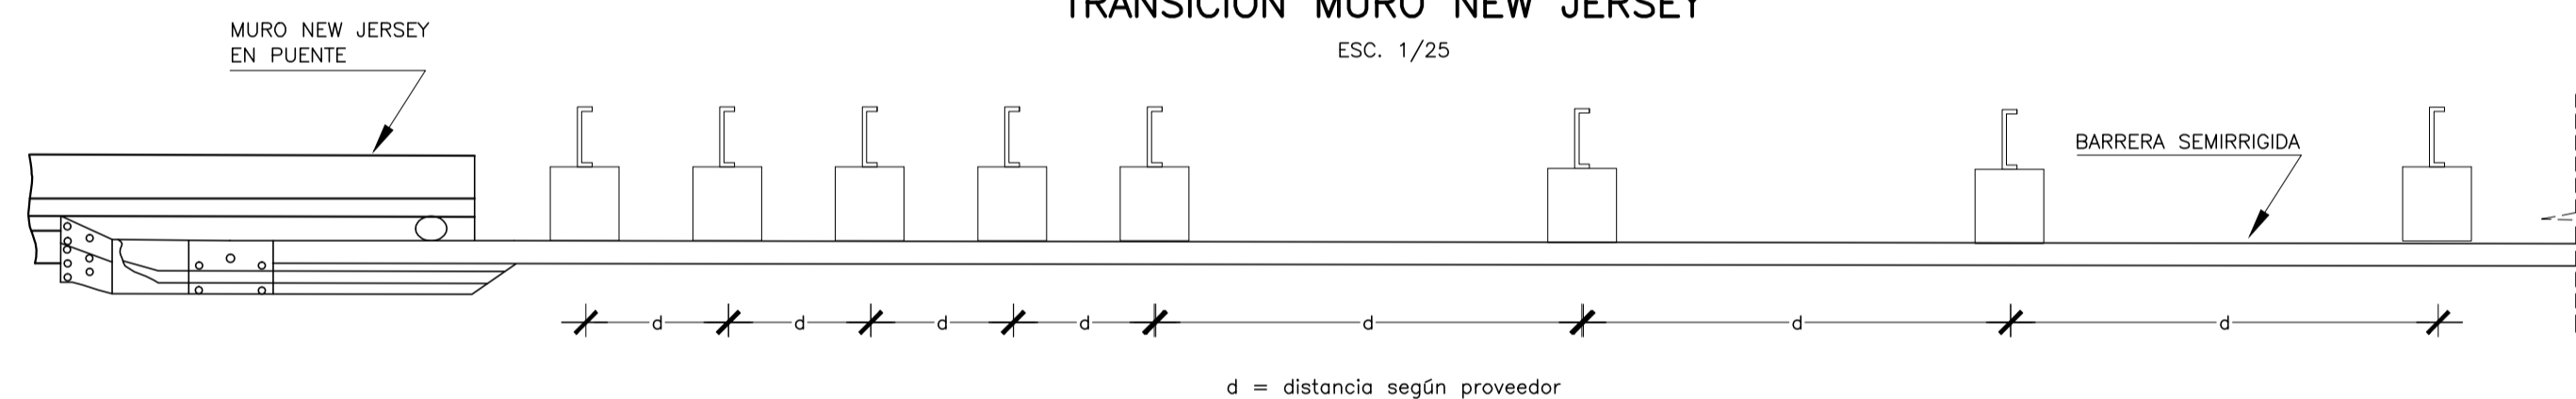 TRANSICION MURO NEW JERSEY
ESC. 1/25
MURO NEW JERSEY
EN PUENTE
BARRERA SEMIRRIGIDA
d d d d d d d
d = distancia según proveedor